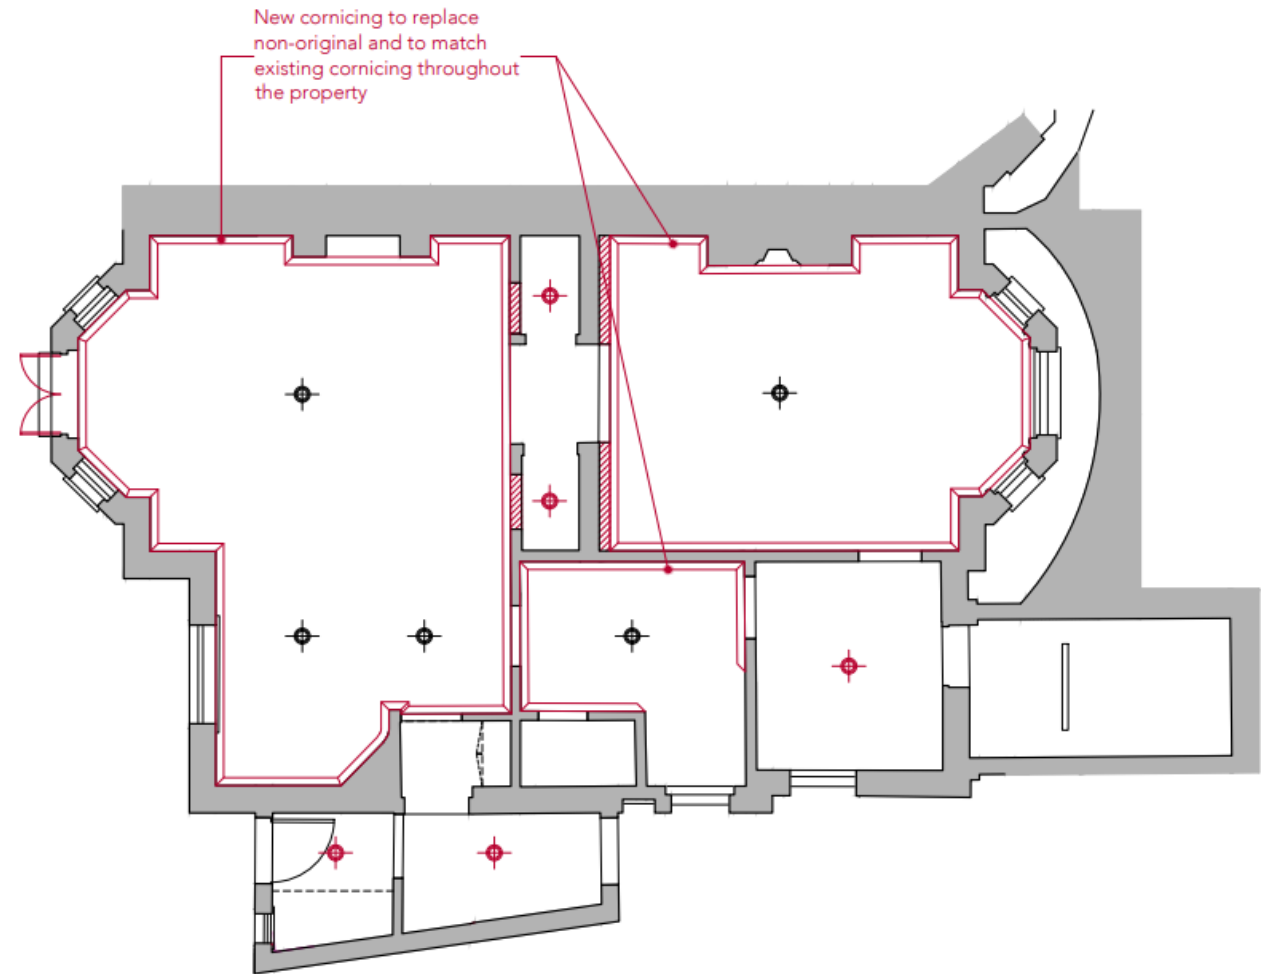 New cornicing to replace
non-original and to match
existing cornicing throughout
the property